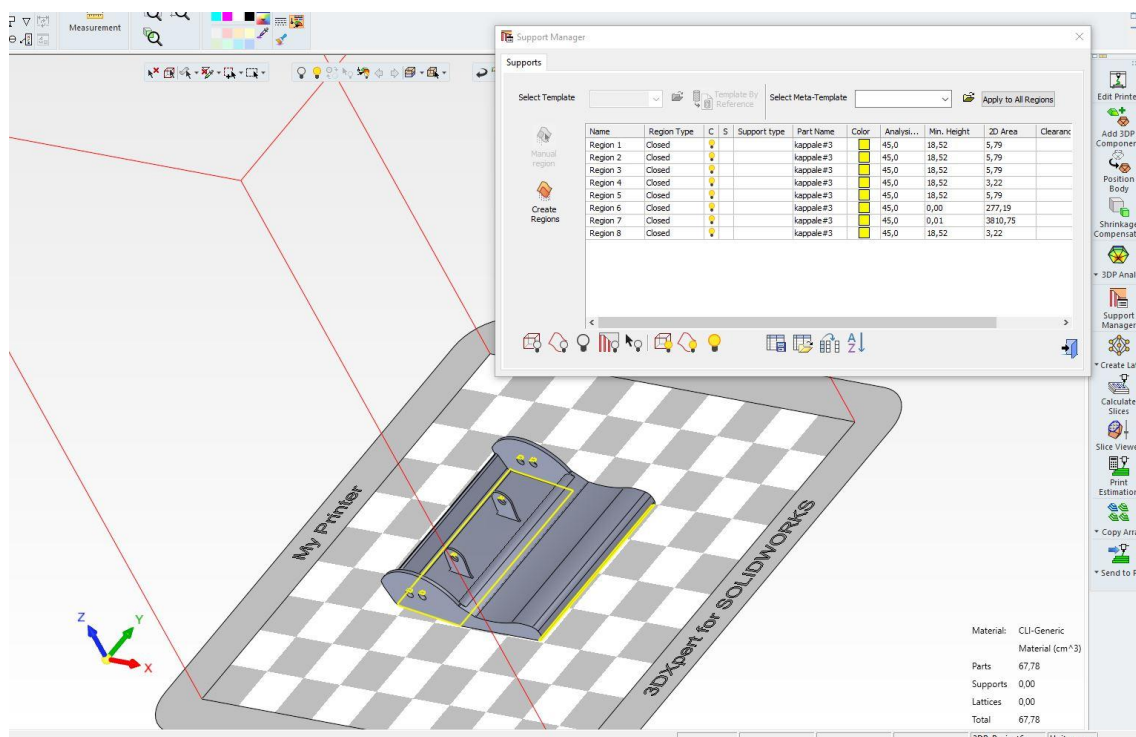 Measurement
Support Manager
Supports
Select Template
Template By
Reference
Select Meta-Template
Apply to All Regions
Manual
region
Create
Regions
Name Region Type C S Support type Part Name Color Analysi... Min. Height 2D Area Clearanc
Region 1 Closed kappale#3 45,0 18,52 5,79
Region 2 Closed kappale#3 45,0 18,52 5,79
Region 3 Closed kappale#3 45,0 18,52 5,79
Region 4 Closed kappale#3 45,0 18,52 3,22
Region 5 Closed kappale#3 45,0 18,52 5,79
Region 6 Closed kappale#3 45,0 0,00 277,19
Region 7 Closed kappale#3 45,0 0,01 3810,75
Region 8 Closed kappale#3 45,0 18,52 3,22
A
Z
Edit Printe
Add 3DP
Componen
Position
Body
Shrinkage
Compensat
3DP Anal
Support
Manager
Create Lat
Calculate
Slices
Slice Viewe
Print
Estimation
Copy Arra
Send to P
My Printer
3DXpert for SOLIDWORKS
Z
Y
X
Material: CLI-Generic
Material (cm^3)
Parts 67,78
Supports 0,00
Lattices 0,00
Total 67,78